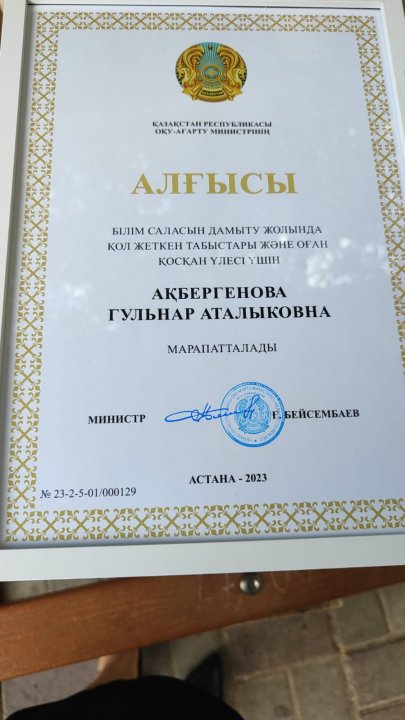 ҚАЗАҚСТАН РЕСПУБЛИКАСЫ
ОҚУ-АҒАРТУ МИНИСТРІНІҢ
АЛҒЫСЫ
БІЛІМ САЛАСЫН ДАМЫТУ ЖОЛЫНДА
ҚОЛ ЖЕТКЕН ТАБЫСТАРЫ ЖӘНЕ ОҒАН
ҚОСҚАН ҮЛЕСІ ҮШІН
АҚБЕРГЕНОВА
ГУЛЬНАР АТАЛЫКОВНА
МАРАПАТТАЛАДЫ
МИНИСТР Ғ. БЕЙСЕМБАЕВ
АСТАНА - 2023
№ 23-2-5-01/000129